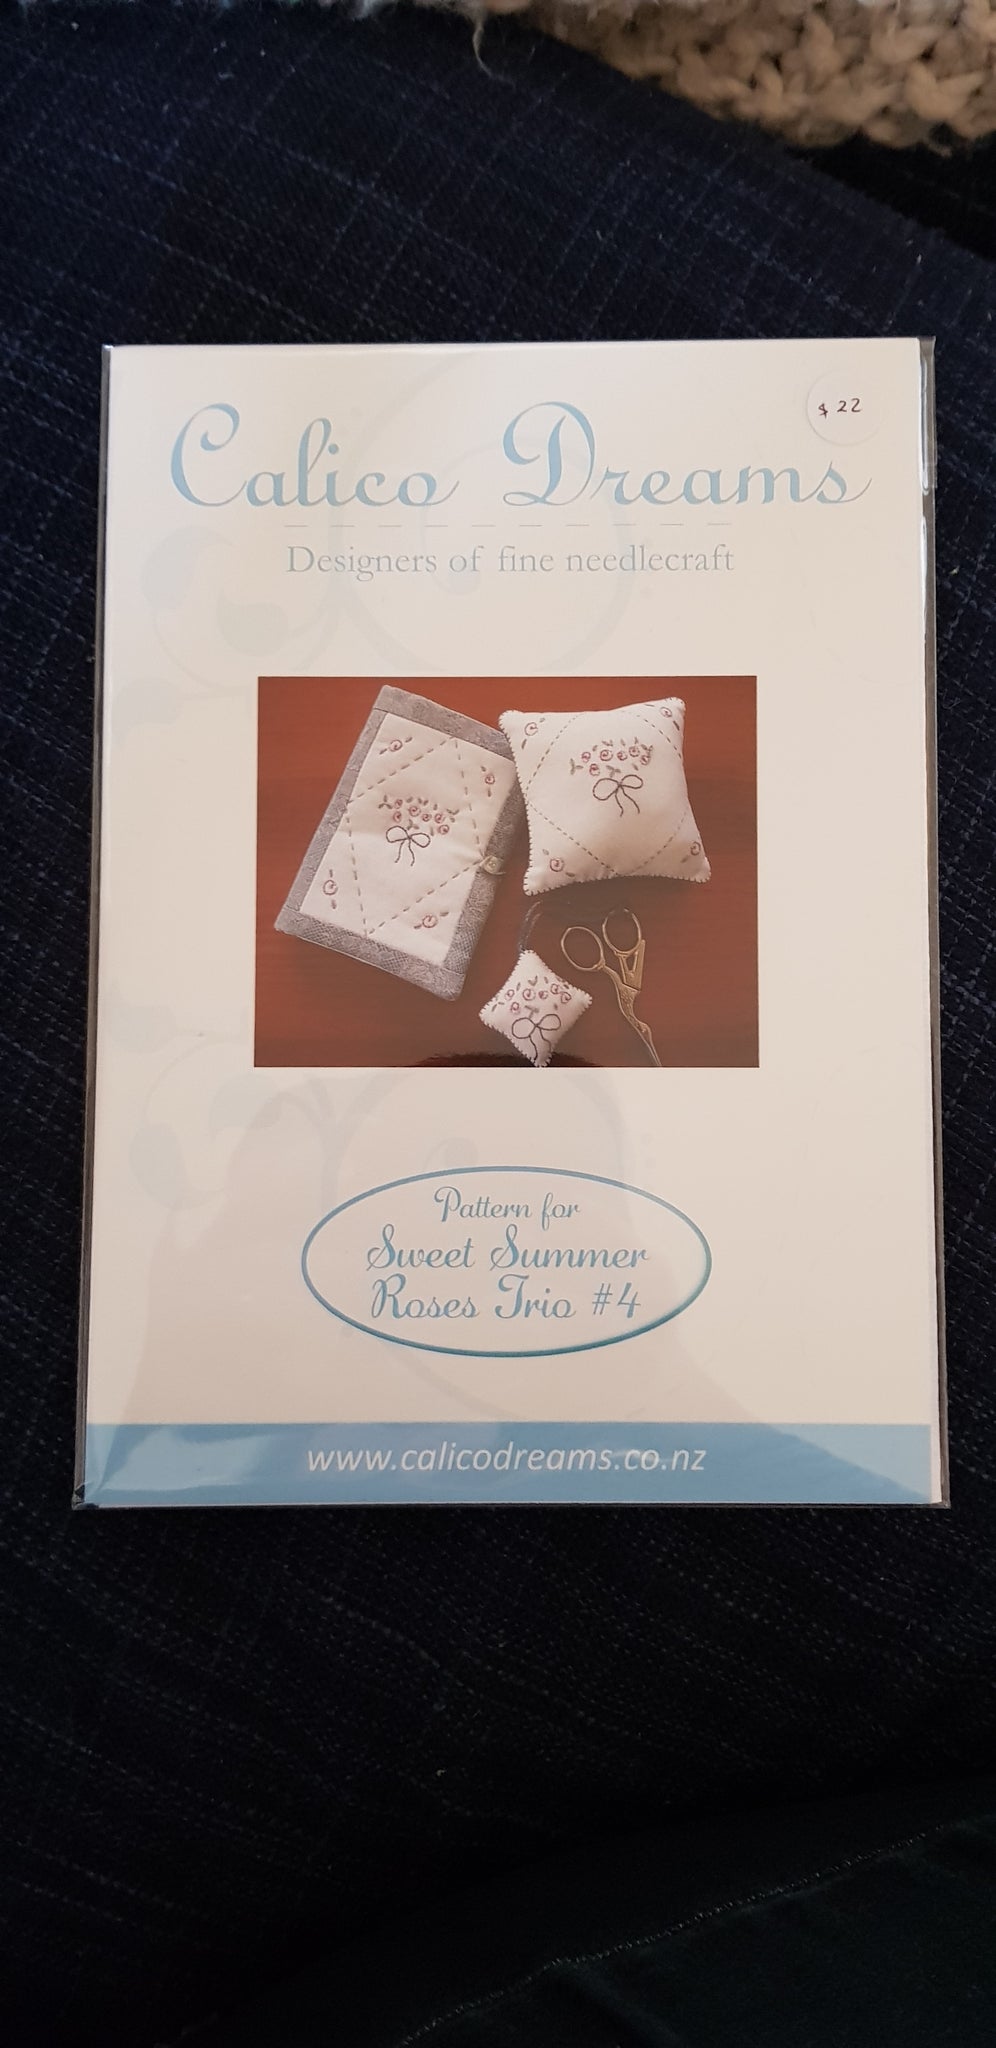 $ 22
Calico Dreams
Designers of fine needlecraft
Pattern for
Sweet Summer
Roses Trio #4
www.calicodreams.co.nz